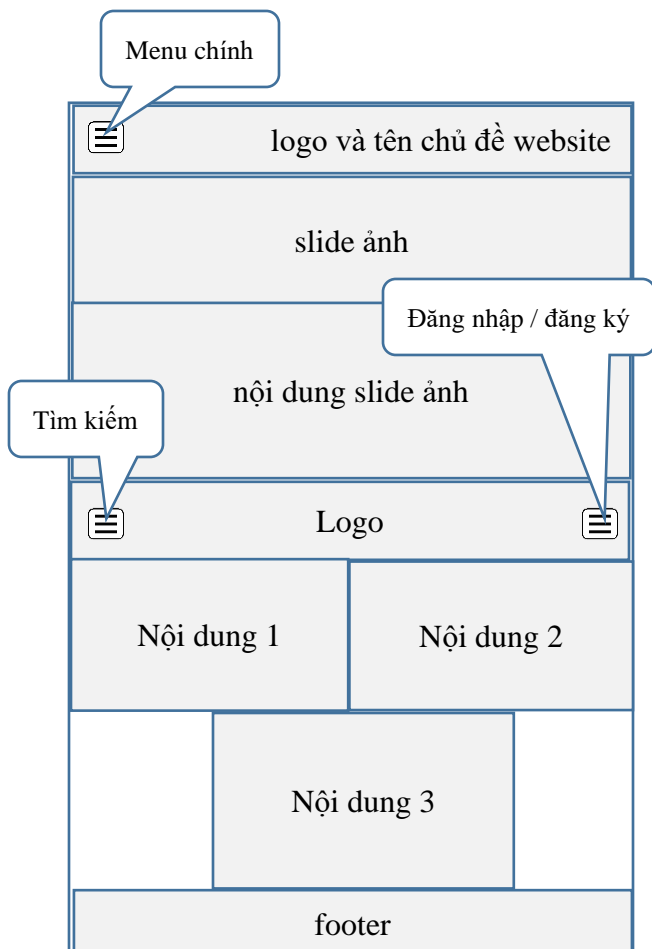 Menu chính
logo và tên chủ đề website
slide ảnh
Đăng nhập / đăng ký
nội dung slide ảnh
Tìm kiếm
Logo
Nội dung 1
Nội dung 2
Nội dung 3
footer